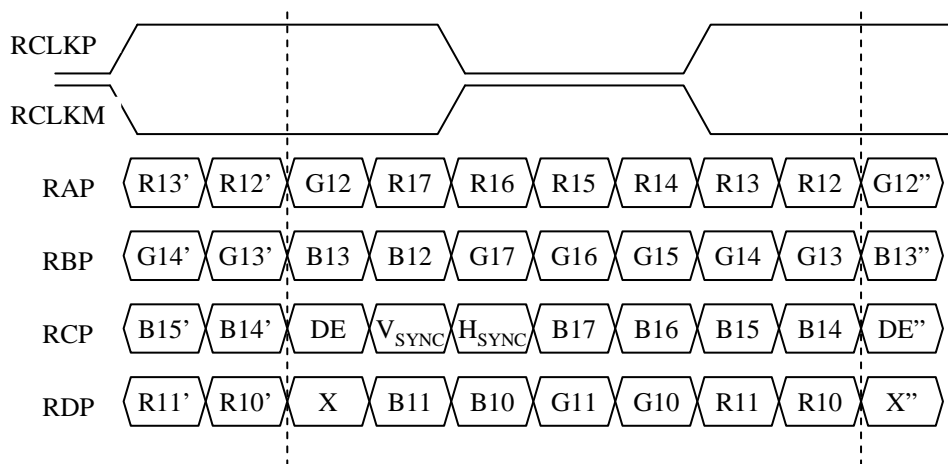 RCLKP
RCLKM
RAP R13’ R12’ G12 R17 R16 R15 R14 R13 R12 G12”
RBP G14’ G13’ B13 B12 G17 G16 G15 G14 G13 B13”
RCP B15’ B14’ DE VSYNC HSYNC B17 B16 B15 B14 DE”
RDP R11’ R10’ X B11 B10 G11 G10 R11 R10 X”